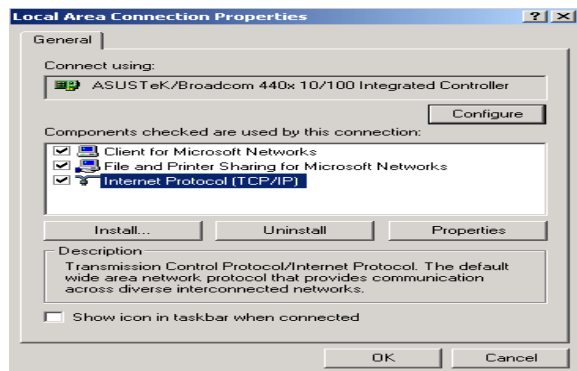 Local Area Connection Properties
General
Connect using:
ASUSTeK/Broadcom 440x 10/100 Integrated Controller
Configure
Components checked are used by this connection:
Client for Microsoft Networks
File and Printer Sharing for Microsoft Networks
Internet Protocol (TCP/IP)
Install... Uninstall Properties
Description
Transmission Control Protocol/Internet Protocol. The default
wide area network protocol that provides communication
across diverse interconnected networks.
Show icon in taskbar when connected
OK Cancel